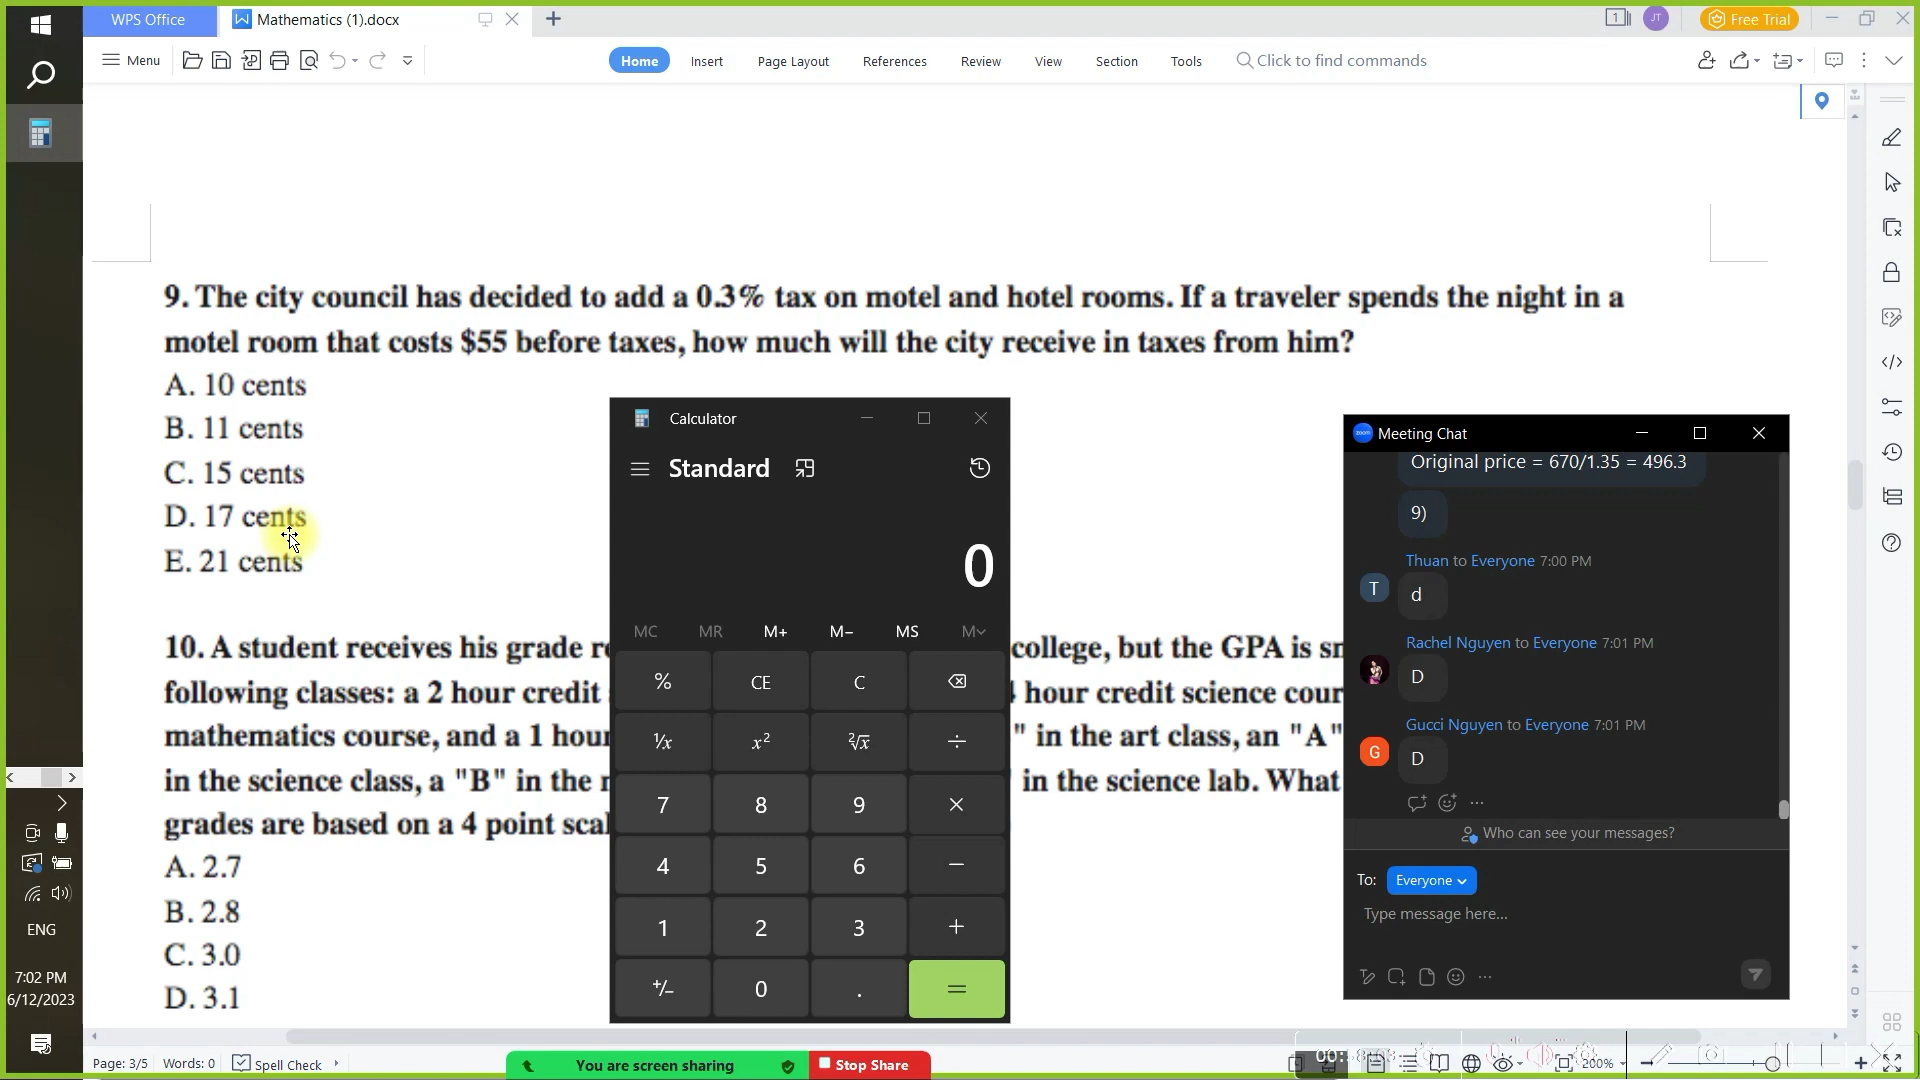 WPS Office
Mathematics (1).docx
1
JT
Free Trial
Menu
Home
Insert
Page Layout
References
Review
View
Section
Tools
Click to find commands
9. The city council has decided to add a 0.3% tax on motel and hotel rooms. If a traveler spends the night in a
motel room that costs $55 before taxes, how much will the city receive in taxes from him?
A. 10 cents
B. 11 cents
C. 15 cents
D. 17 cents
E. 21 cents
10. A student receives his grade
college, but the GPA is
following classes: a 2 hour credit
hour credit science
mathematics course, and a 1
" in the art class, an "A"
in the science class, a "B" in the
in the science lab. What
grades are based on a 4 point
A. 2.7
B. 2.8
C. 3.0
D. 3.1
Calculator
Standard
0
MC
MR
M+
M-
MS
M
%
CE
C
1/x
x²
²√x
÷
7
8
9
×
4
5
6
−
1
2
3
+
+/−
0
.
=
zoom
Meeting Chat
Original price = 670/1.35 = 496.3
9)
Thuan to Everyone 7:00 PM
T
d
Rachel Nguyen to Everyone 7:01 PM
D
Gucci Nguyen to Everyone 7:01 PM
G
D
Who can see your messages?
To: Everyone
Type message here...
ENG
7:02 PM
6/12/2023
Page: 3/5
Words: 0
Spell Check
You are screen sharing
Stop Share
200%